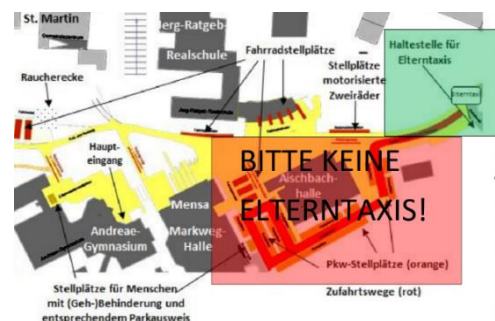 St. Martin
Jerg-Ratgeb-
Realschule
Fahrradstellplätze
Raucherecke
Stellplätze
motorisierte
Zweiräder
Haltestelle für
Elterntaxis
Elterntaxi
Haupt-
eingang
BITTE KEINE
ELTERNTAXIS!
Aischbach-
halle
Mensa
Andreae-
Gymnasium
Markweg-
Halle
Pkw-Stellplätze (orange)
Zufahrtswege (rot)
Stellplätze für Menschen
mit (Geh-)Behinderung und
entsprechendem Parkausweis